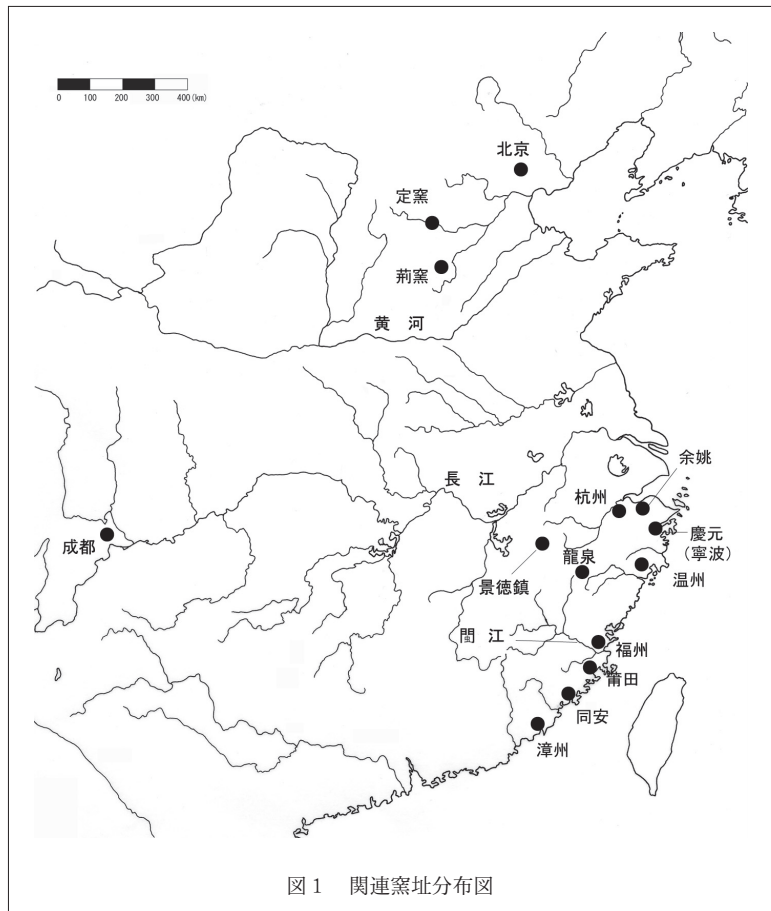 0 100 200 300 400(km)
北京
定窯
荊窯
黄 河
長 江
余姚
杭州
慶元
(寧波)
成都
龍泉
温州
景徳鎮
閩 江
福州
莆田
同安
漳州
図1 関連窯址分布図